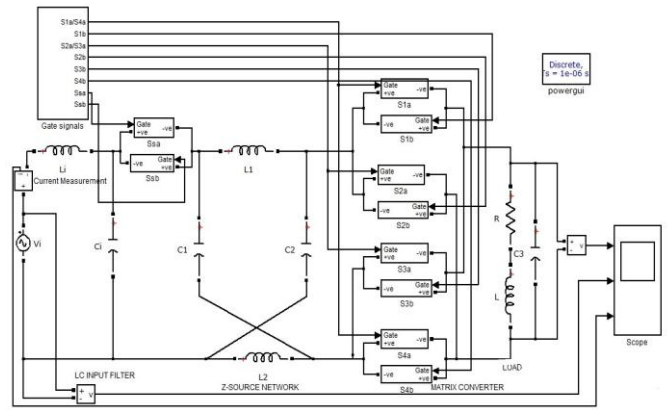 S1a/S4a
S1b
S2a/S3a
S2b
S3b
S4b
Ssa
Ssb
Gate signals
Discrete,
s = 1e-06 s
powergui
Gate
+ve
-ve
S1a
-ve
Gate
+ve
S1b
Gate
+ve
-ve
Ssa
-ve
Gate
+ve
Ssb
Li
+
Current Measurement
L1
Gate
+ve
-ve
S2a
-ve
Gate
+ve
S2b
R
Vi
Ci
C1
C2
C3
Gate
+ve
-ve
S3a
-ve
Gate
+ve
S3b
+
-
v
L
Scope
Gate
+ve
-ve
S4a
-ve
Gate
+ve
S4b
LOAD
L2
LC INPUT FILTER
Z-SOURCE NETWORK
MATRIX CONVERTER
+
-
v